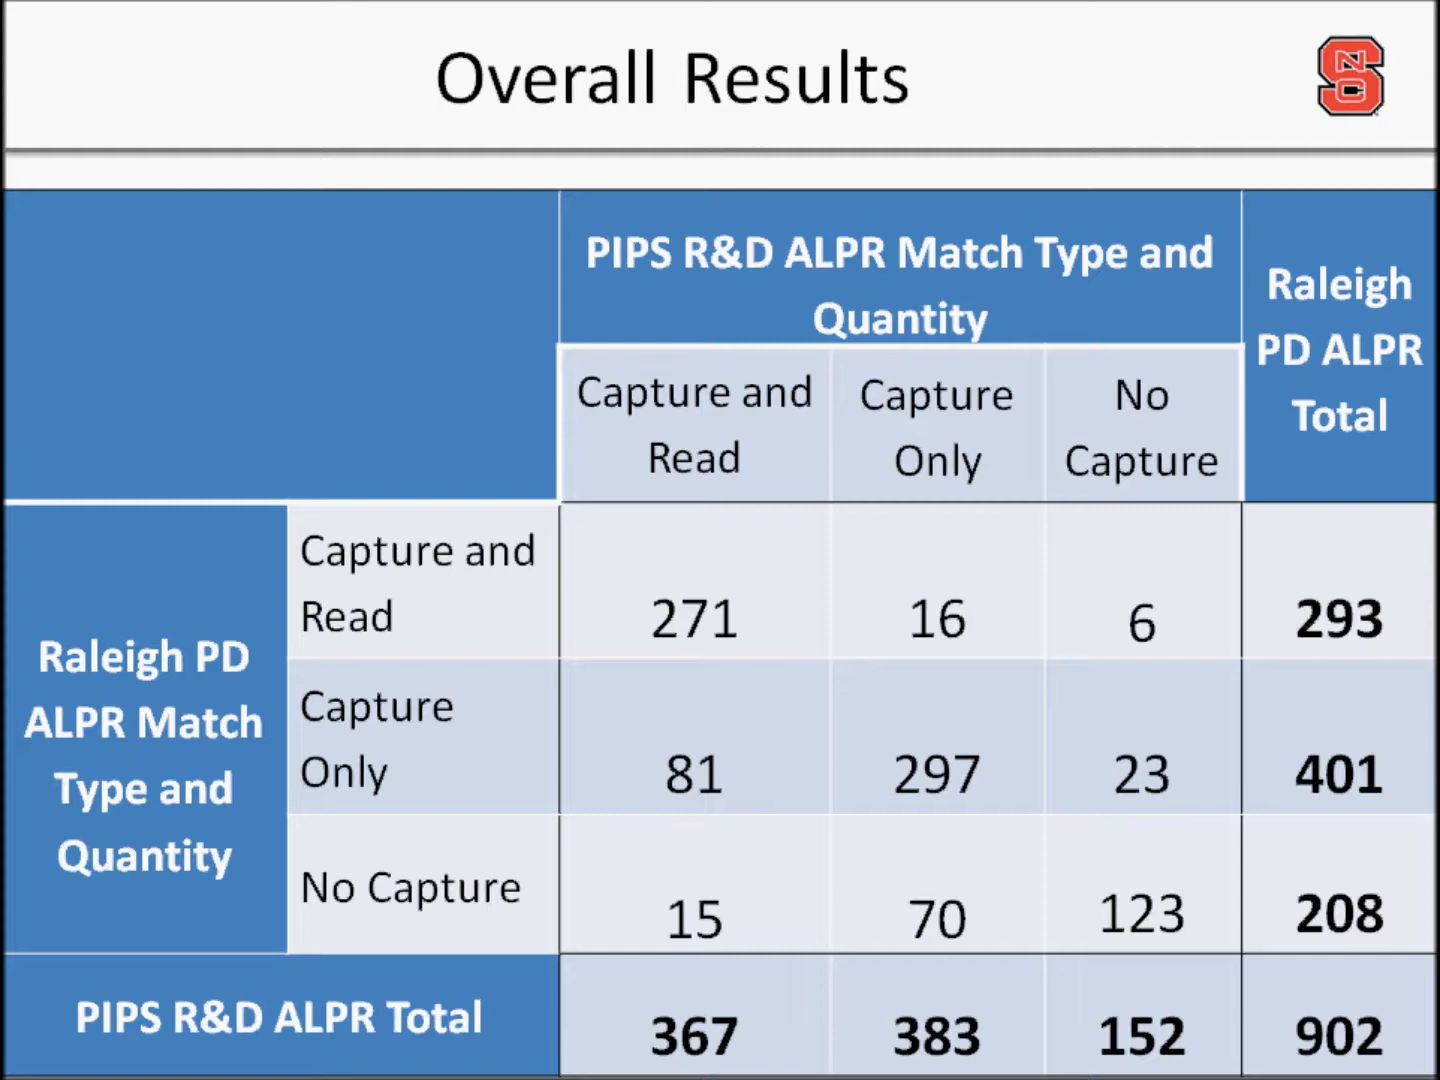 Overall Results
NC S
PIPS R&D ALPR Match Type and
Quantity
Raleigh
PD ALPR
Total
Capture and
Read
Capture
Only
No
Capture
Raleigh PD
ALPR Match
Type and
Quantity
Capture and
Read
271
16
6
293
Capture
Only
81
297
23
401
No Capture
15
70
123
208
PIPS R&D ALPR Total
367
383
152
902